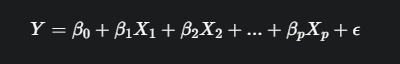 Y = β₀ + β₁X₁ + β₂X₂ + ... + βₚXₚ + ϵ